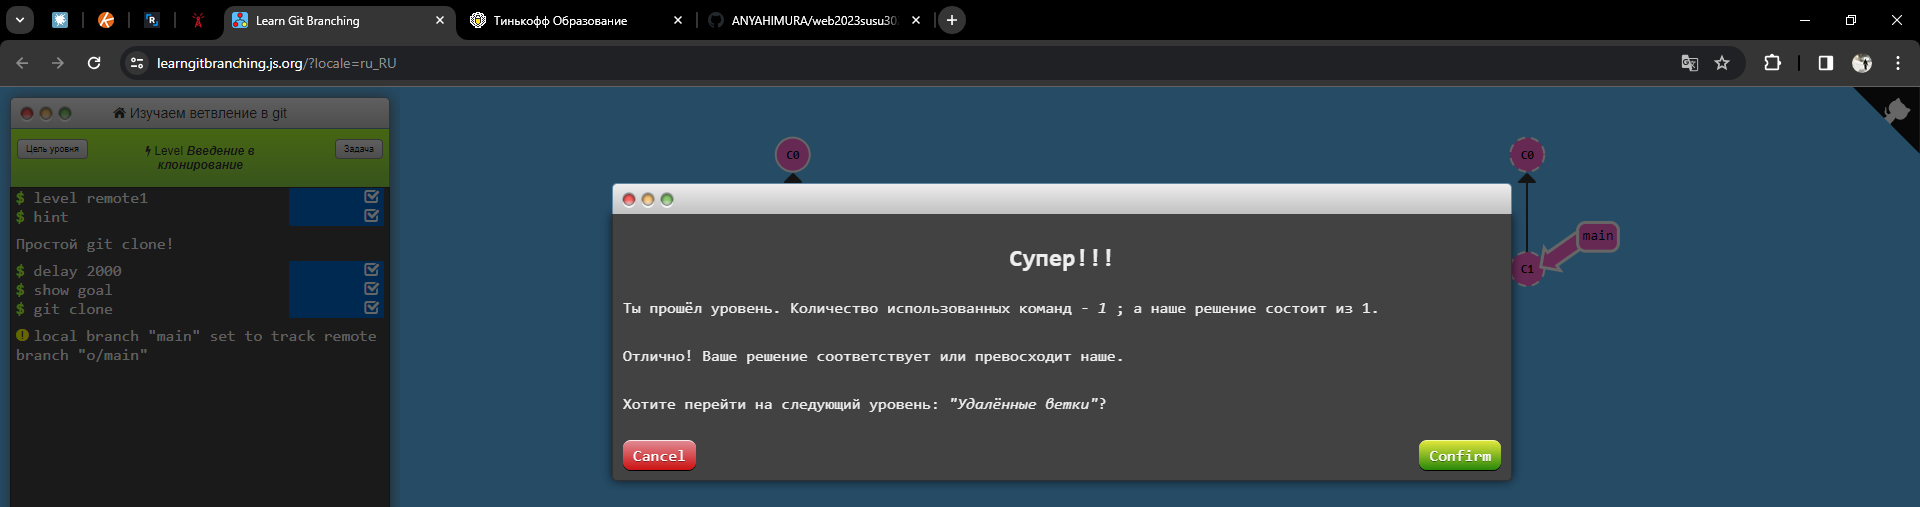 Learn Git Branching
Тинькофф Образование
ANYAHIMURA/web2023susu30
learngitbranching.js.org/?locale=ru_RU
Изучаем ветвление в git
Цель уровня
Level Введение в
клонирование
Задача
$ level remote1
$ hint
Простой git clone!
$ delay 2000
$ show goal
$ git clone
local branch "main" set to track remote
branch "o/main"
C0
C0
main
C1
Супер!!!
Ты прошёл уровень. Количество использованных команд - 1 ; а наше решение состоит из 1.
Отлично! Ваше решение соответствует или превосходит наше.
Хотите перейти на следующий уровень: "Удалённые ветки"?
Cancel
Confirm